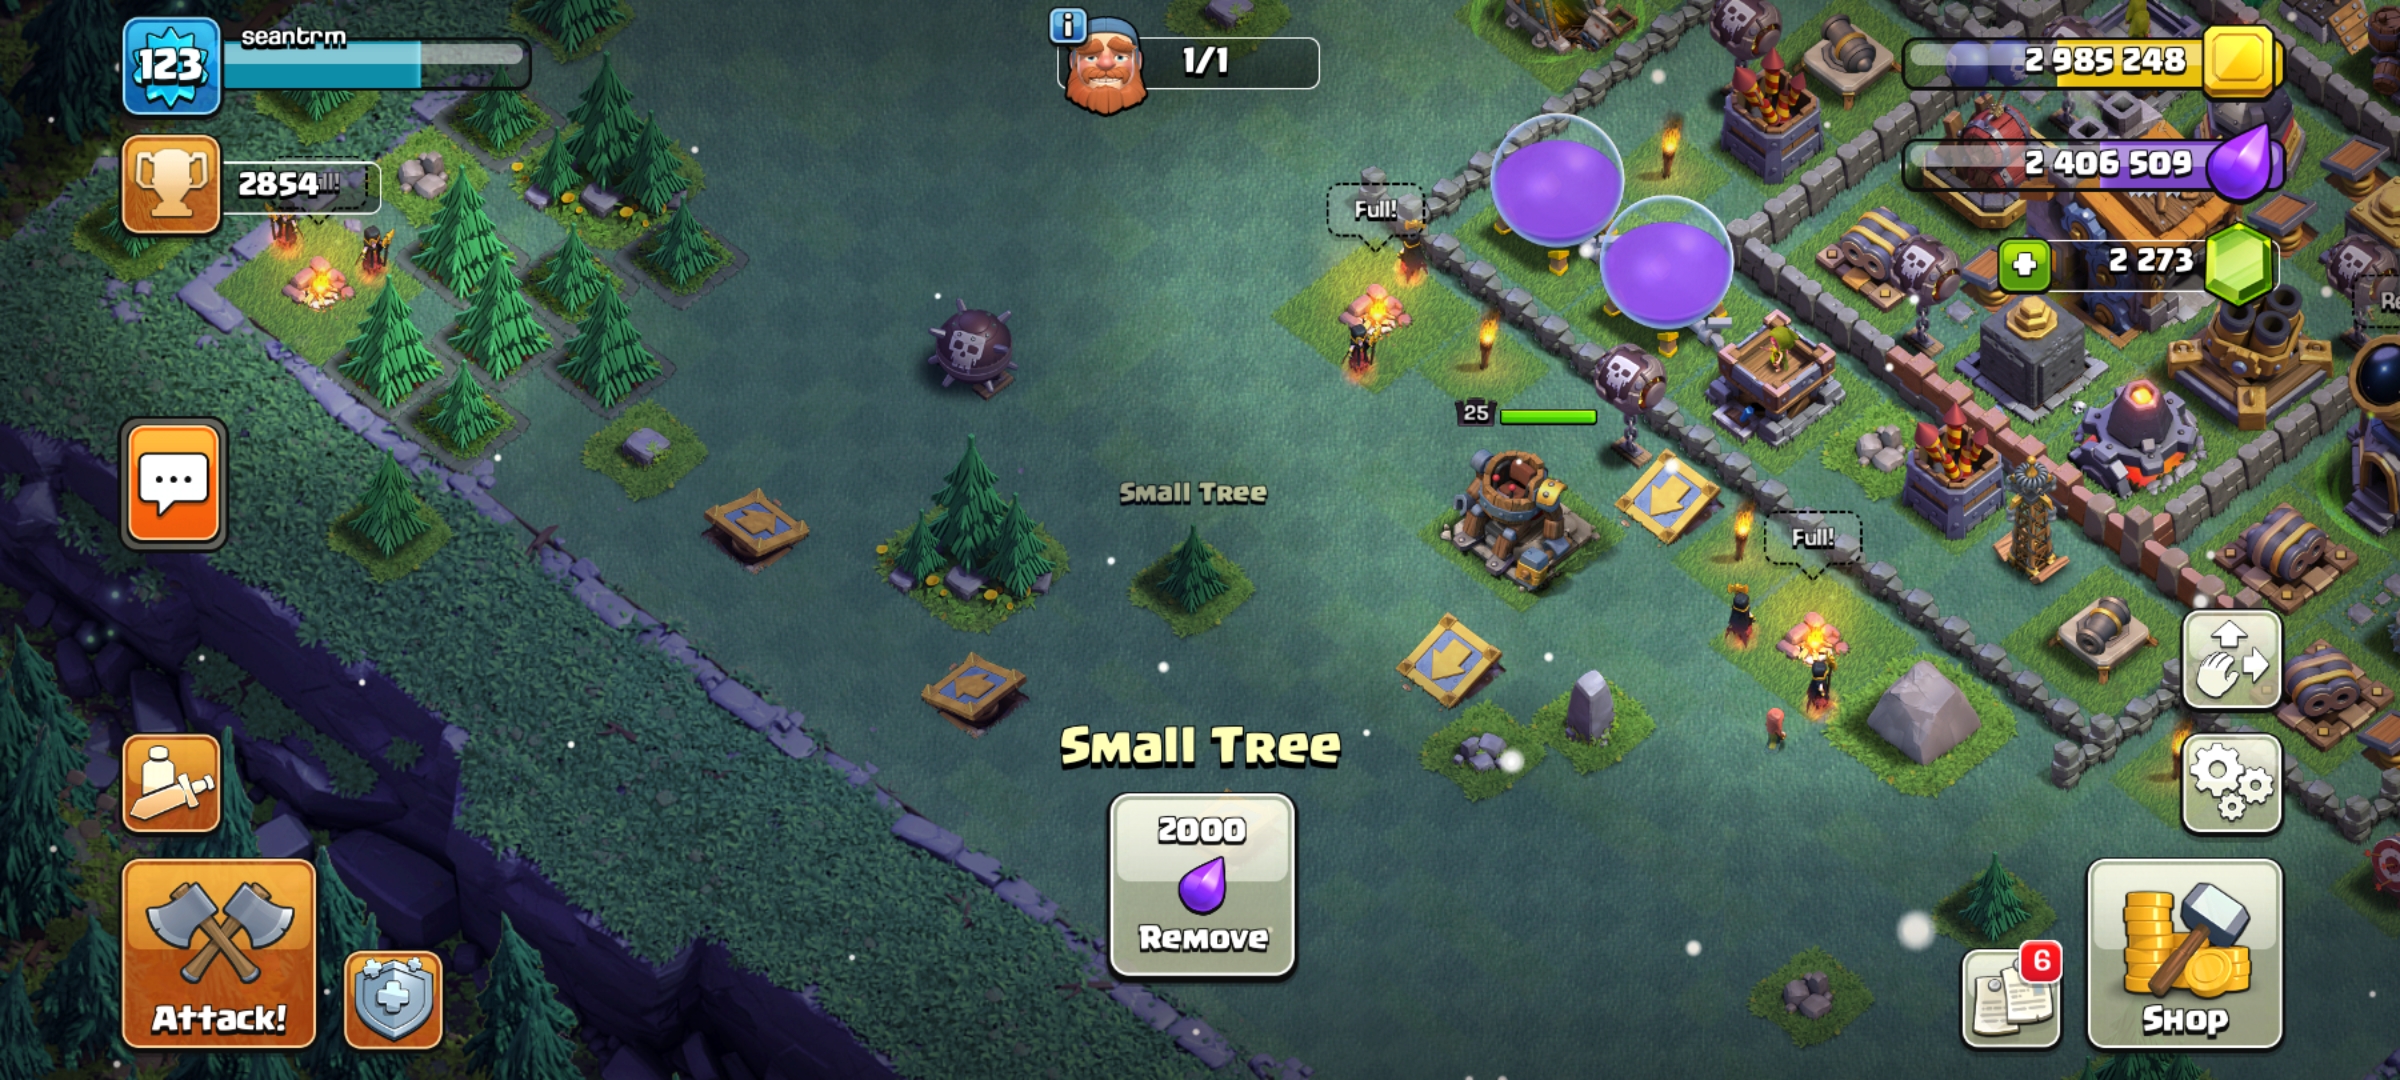 123
seantrm
1/1
2 985 248
2854
2 406 509
Full!
2 273
25
Small Tree
Full!
Small Tree
2000
Remove
Attack!
6
Shop